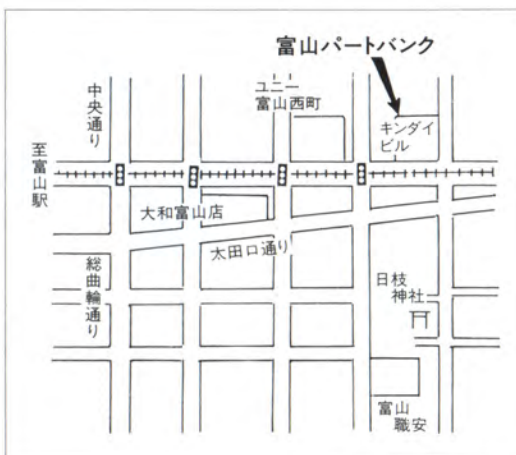 富山パートバンク
中央通り
ユニー
富山西町
キンダイ
ビル
至富山駅
大和富山店
太田口通り
総曲輪通り
日枝
神社
富山
職安